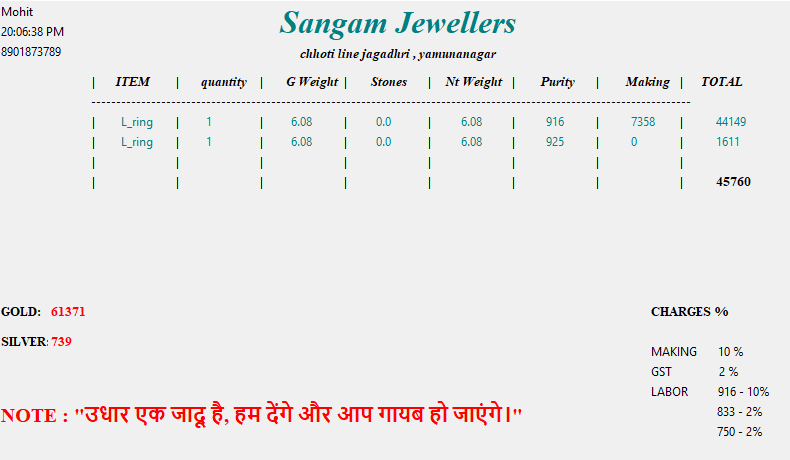 Mohit
Sangam Jewellers
20:06:38 PM
8901873789
chhoti line jagadhri , yamunanagar
| ITEM | quantity | G Weight | Stones | Nt Weight | Purity | Making | TOTAL
------------------------------------------------------------------------------------------------------------------------
| L_ring | 1 | 6.08 | 0.0 | 6.08 | 916 | 7358 | 44149
| L_ring | 1 | 6.08 | 0.0 | 6.08 | 925 | 0 | 1611
| | | | | | | |
| | | | | | | | 45760
GOLD: 61371
CHARGES %
SILVER: 739
MAKING 10 %
GST 2 %
LABOR 916 - 10%
833 - 2%
750 - 2%
NOTE : "उधार एक जादू है, हम देंगे और आप गायब हो जाएंगे।"